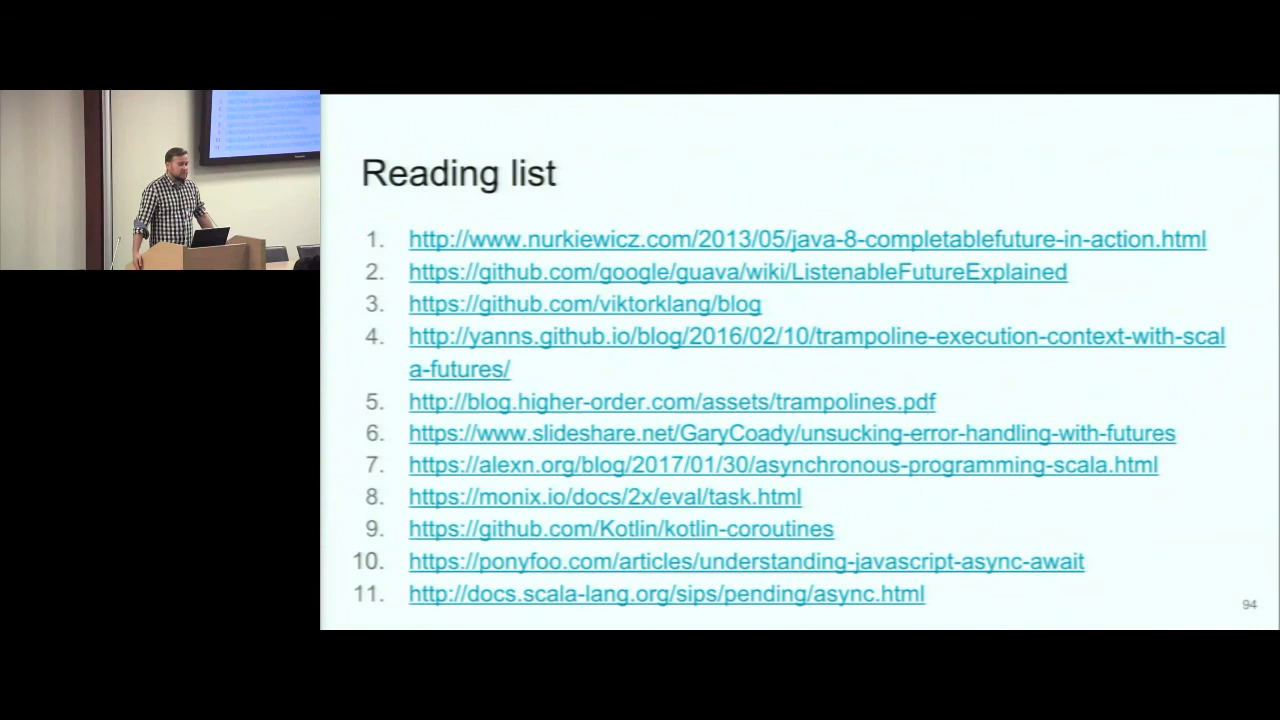 Reading list
1. http://www.nurkiewicz.com/2013/05/java-8-completablefuture-in-action.html
2. https://github.com/google/guava/wiki/ListenableFutureExplained
3. https://github.com/viktorklang/blog
4. http://yanns.github.io/blog/2016/02/10/trampoline-execution-context-with-scal
a-futures/
5. http://blog.higher-order.com/assets/trampolines.pdf
6. https://www.slideshare.net/GaryCoady/unsucking-error-handling-with-futures
7. https://alexn.org/blog/2017/01/30/asynchronous-programming-scala.html
8. https://monix.io/docs/2x/eval/task.html
9. https://github.com/Kotlin/kotlin-coroutines
10. https://ponyfoo.com/articles/understanding-javascript-async-await
11. http://docs.scala-lang.org/sips/pending/async.html
94